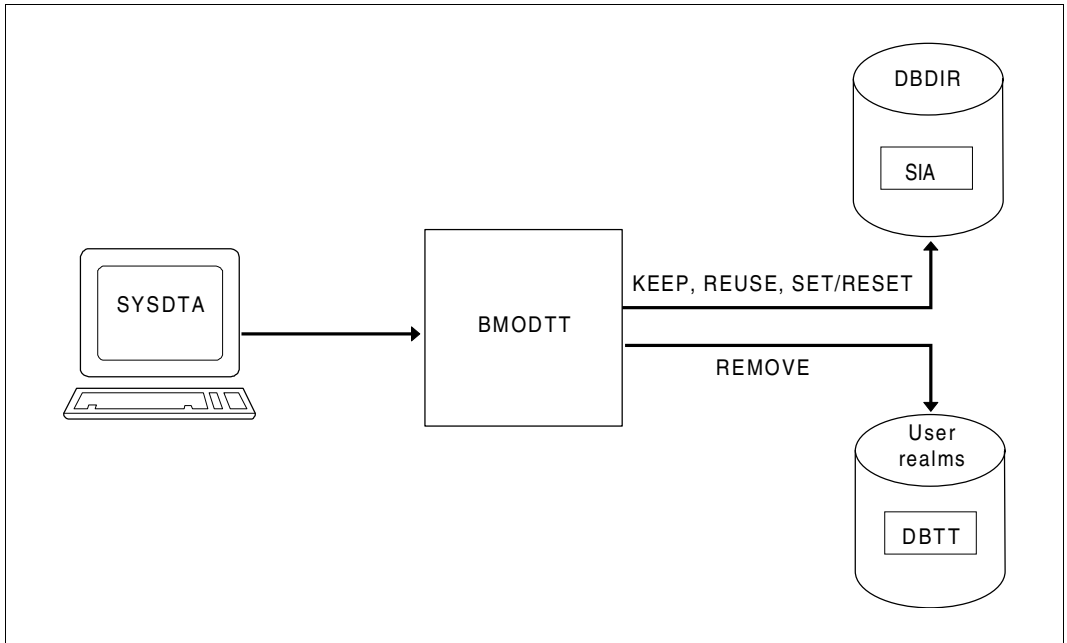 DBDIR
SIA
KEEP, REUSE, SET/RESET
SYSDTA
BMODTT
REMOVE
User
realms
DBTT